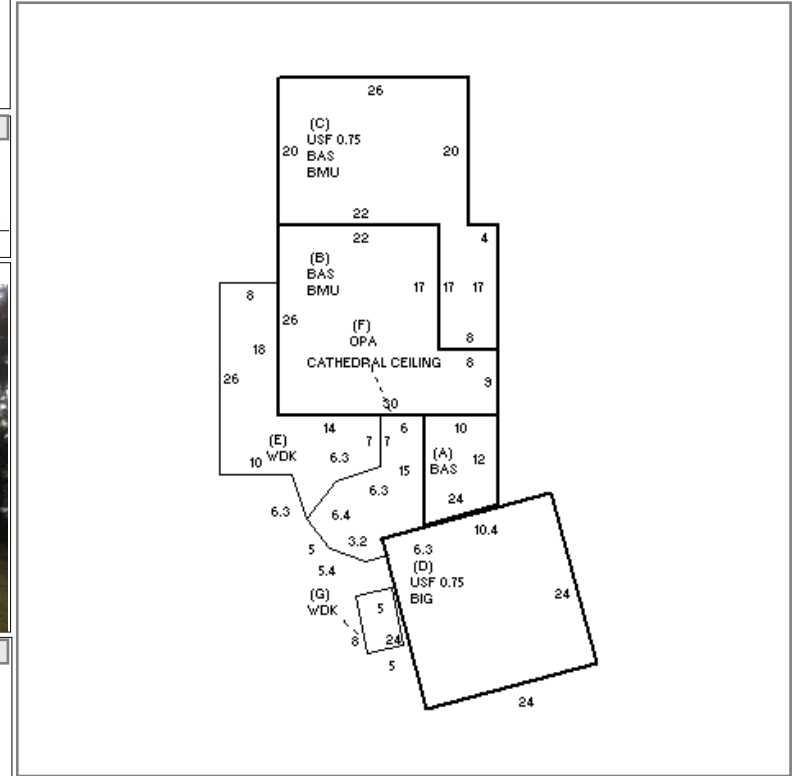 26
(C)
USF 0.75
20 BAS 20
BMU
22
22 4
(B)
BAS
17 17 17
BMU
8
26
18
(F)
OPA
8
CATHEDRAL CEILING 8
26 9
30
14 6 10
(E) 7 7
WDK
(A)
BAS 12
10 6.3
15
6.3 24
6.3 6.4
10.4
3.2
5 6.3
(D)
5.4 USF 0.75
BIG
(G) 24
WDK 5
8 24
5
24